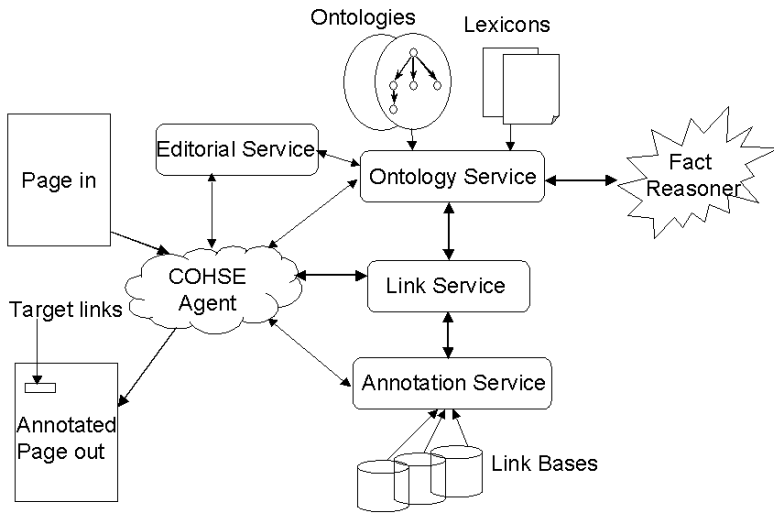 Ontologies
Lexicons
Editorial Service
Page in
Ontology Service
Fact
Reasoner
COHSE
Agent
Link Service
Target links
Annotation Service
Annotated
Page out
Link Bases